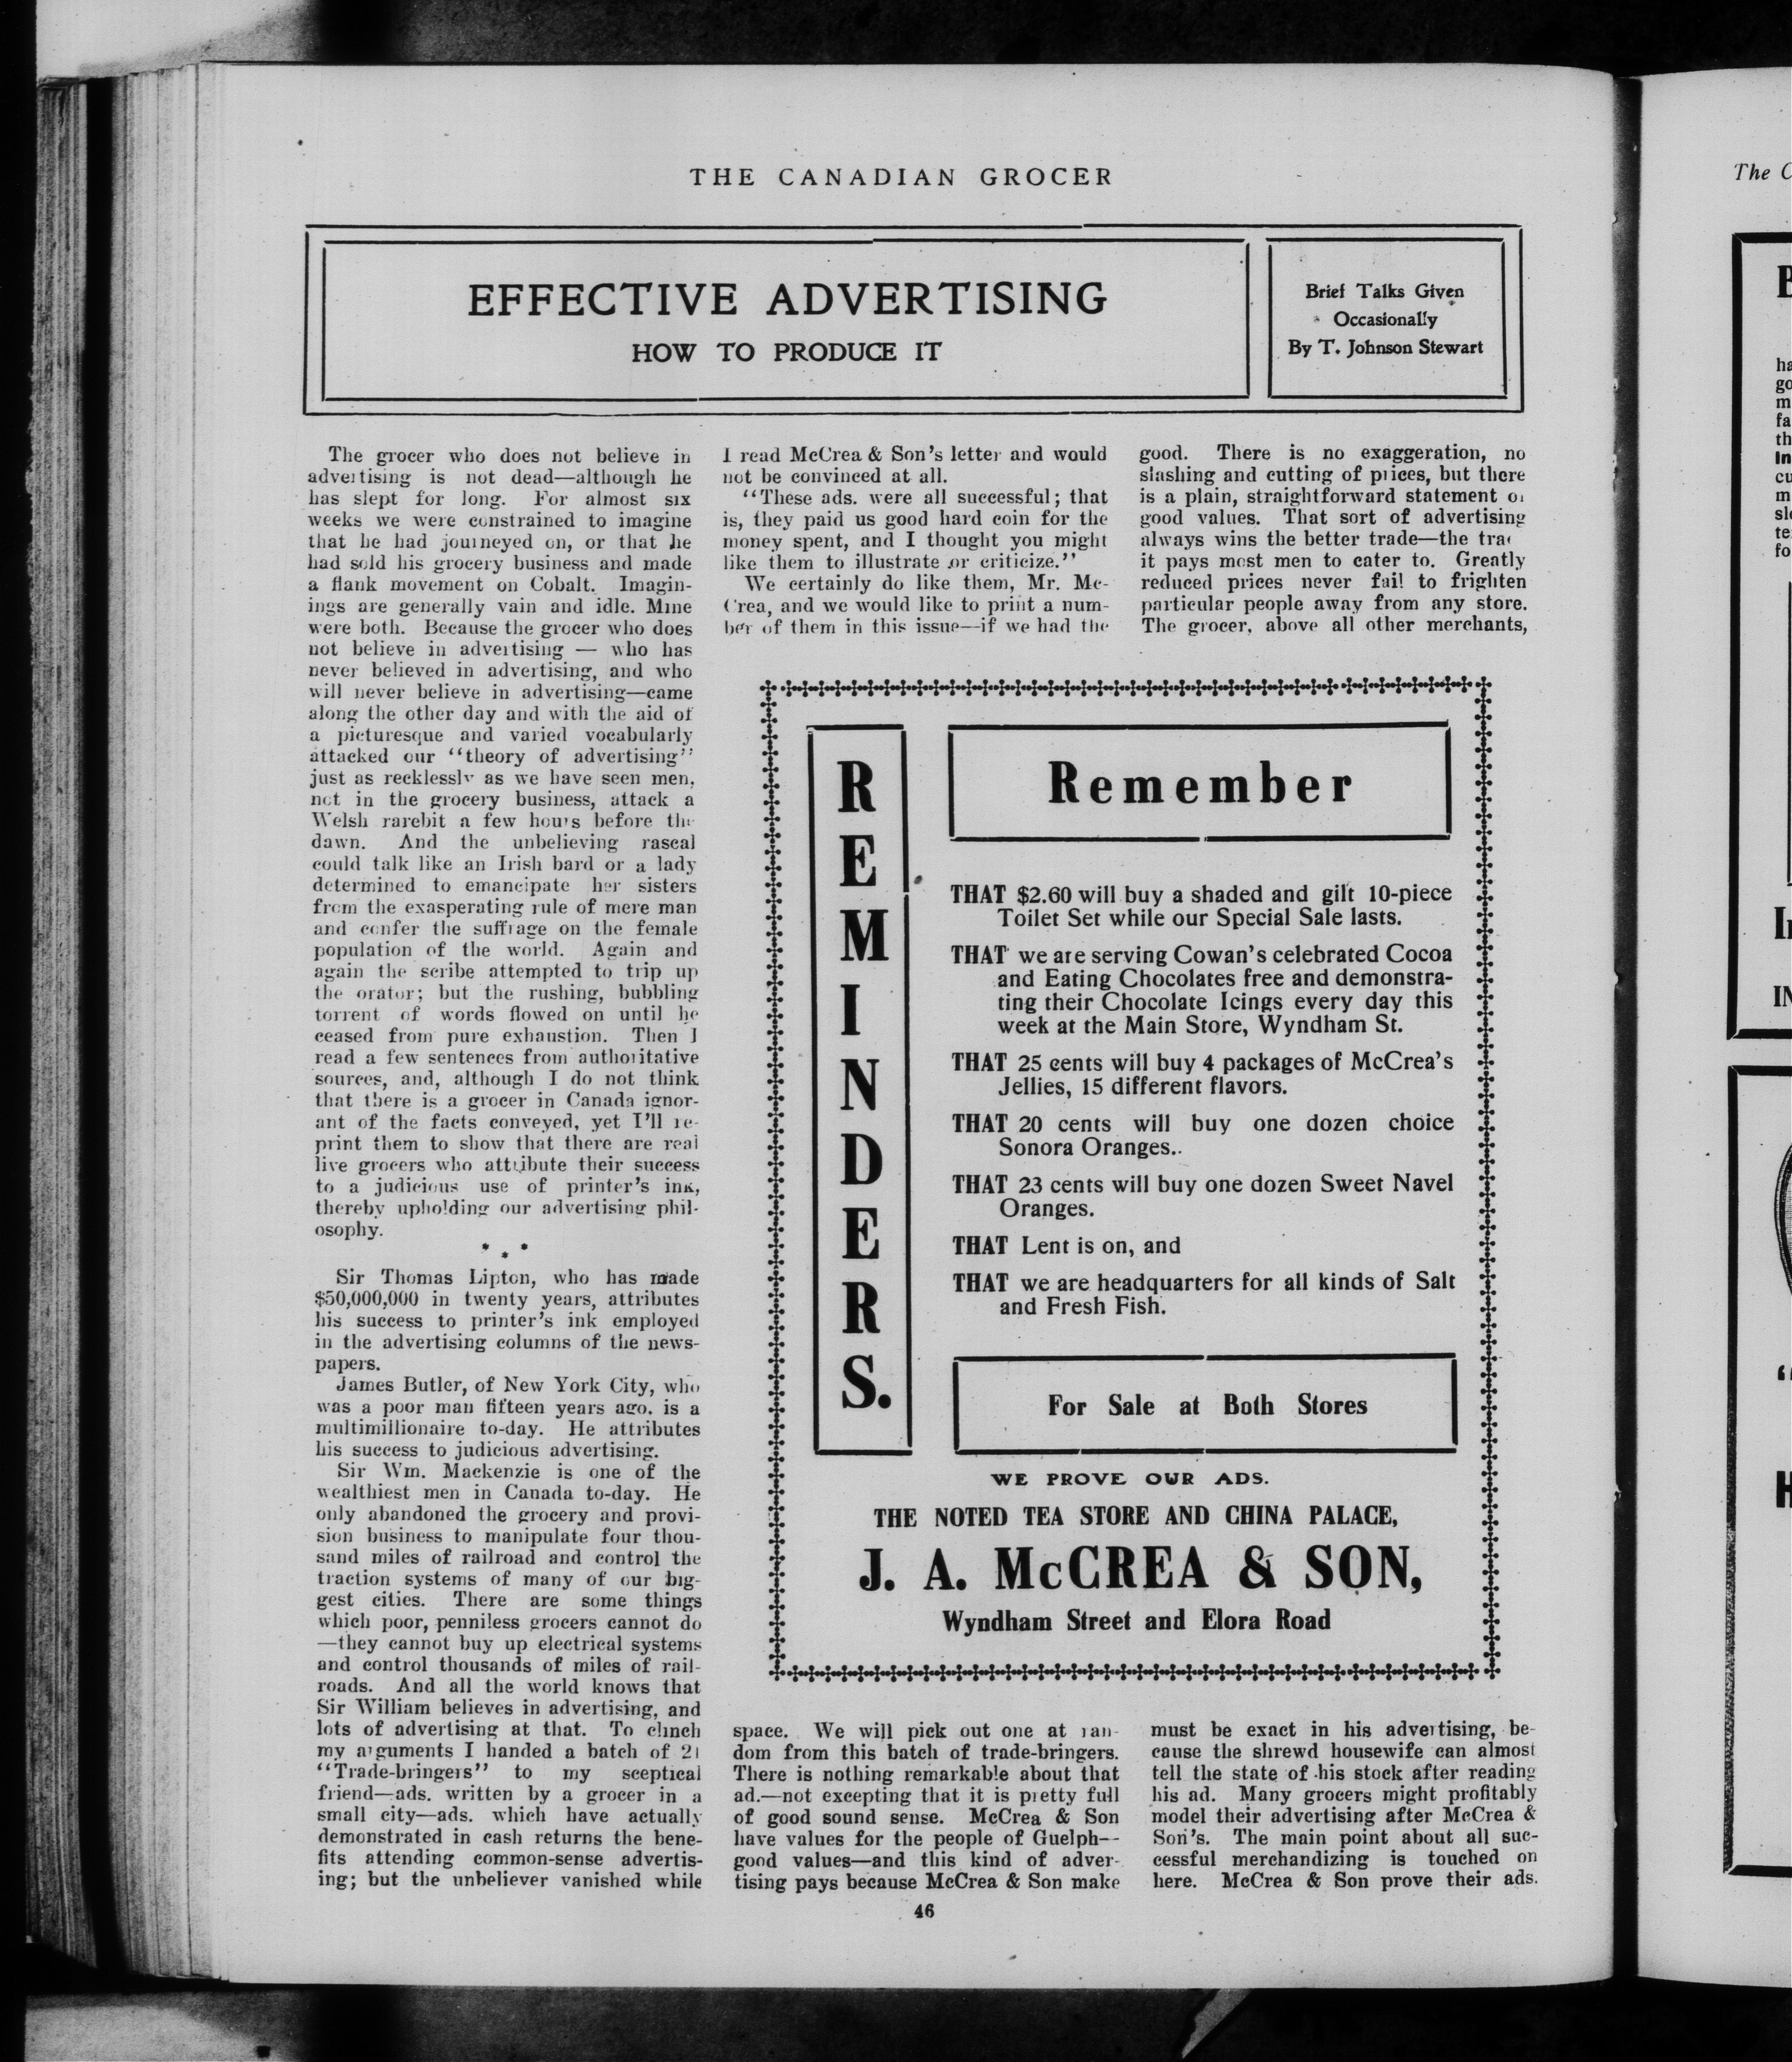 THE CANADIAN GROCER
EFFECTIVE ADVERTISING
HOW TO PRODUCE IT
Brief Talks Given
Occasionally
By T. Johnson Stewart
The grocer who does not believe in
advertising is not dead—although he
has slept for long. For almost six
weeks we were constrained to imagine
that he had journeyed on, or that he
had sold his grocery business and made
a flank movement on Cobalt. Imagin-
ings are generally vain and idle. Mine
were both. Because the grocer who does
not believe in advertising — who has
never believed in advertising, and who
will never believe in advertising—came
along the other day and with the aid of
a picturesque and varied vocabularly
attacked our "theory of advertising"
just as recklessly as we have seen men,
not in the grocery business, attack a
Welsh rarebit a few hours before the
dawn. And the unbelieving rascal
could talk like an Irish bard or a lady
determined to emancipate her sisters
from the exasperating rule of mere man
and confer the suffrage on the female
population of the world. Again and
again the scribe attempted to trip up
the orator; but the rushing, bubbling
torrent of words flowed on until he
ceased from pure exhaustion. Then I
read a few sentences from authoritative
sources, and, although I do not think
that there is a grocer in Canada ignor-
ant of the facts conveyed, yet I'll re-
print them to show that there are real
live grocers who attribute their success
to a judicious use of printer's ink,
thereby upholding our advertising phil-
osophy.
* * *
Sir Thomas Lipton, who has made
$50,000,000 in twenty years, attributes
his success to printer's ink employed
in the advertising columns of the news-
papers.
James Butler, of New York City, who
was a poor man fifteen years ago, is a
multimillionaire to-day. He attributes
his success to judicious advertising.
Sir Wm. Mackenzie is one of the
wealthiest men in Canada to-day. He
only abandoned the grocery and provi-
sion business to manipulate four thou-
sand miles of railroad and control the
traction systems of many of our big-
gest cities. There are some things
which poor, penniless grocers cannot do
—they cannot buy up electrical systems
and control thousands of miles of rail-
roads. And all the world knows that
Sir William believes in advertising, and
lots of advertising at that. To clinch
my arguments I handed a batch of 21
"Trade-bringers" to my sceptical
friend—ads. written by a grocer in a
small city—ads. which have actually
demonstrated in cash returns the bene-
fits attending common-sense advertis-
ing; but the unbeliever vanished while
I read McCrea & Son's letter and would
not be convinced at all.
"These ads. were all successful; that
is, they paid us good hard coin for the
money spent, and I thought you might
like them to illustrate or criticize."
We certainly do like them, Mr. Mc-
Crea, and we would like to print a num-
ber of them in this issue—if we had the
good. There is no exaggeration, no
slashing and cutting of prices, but there
is a plain, straightforward statement of
good values. That sort of advertising
always wins the better trade—the
it pays most men to cater to. Greatly
reduced prices never fail to frighten
particular people away from any store.
The grocer, above all other merchants,
REMINDERS.
Remember
THAT $2.60 will buy a shaded and gilt 10-piece
Toilet Set while our Special Sale lasts.
THAT we are serving Cowan's celebrated Cocoa
and Eating Chocolates free and demonstra-
ting their Chocolate Icings every day this
week at the Main Store, Wyndham St.
THAT 25 cents will buy 4 packages of McCrea's
Jellies, 15 different flavors.
THAT 20 cents will buy one dozen choice
Sonora Oranges..
THAT 23 cents will buy one dozen Sweet Navel
Oranges.
THAT Lent is on, and
THAT we are headquarters for all kinds of Salt
and Fresh Fish.
For Sale at Both Stores
WE PROVE OUR ADS.
THE NOTED TEA STORE AND CHINA PALACE,
J. A. McCREA & SON,
Wyndham Street and Elora Road
space. We will pick out one at ran-
dom from this batch of trade-bringers.
There is nothing remarkable about that
ad.—not excepting that it is pretty full
of good sound sense. McCrea & Son
have values for the people of Guelph--
good values—and this kind of adver-
tising pays because McCrea & Son make
must be exact in his advertising, be-
cause the shrewd housewife can almost
tell the state of his stock after reading
his ad. Many grocers might profitably
model their advertising after McCrea &
Son's. The main point about all suc-
cessful merchandizing is touched on
here. McCrea & Son prove their ads.
46
The